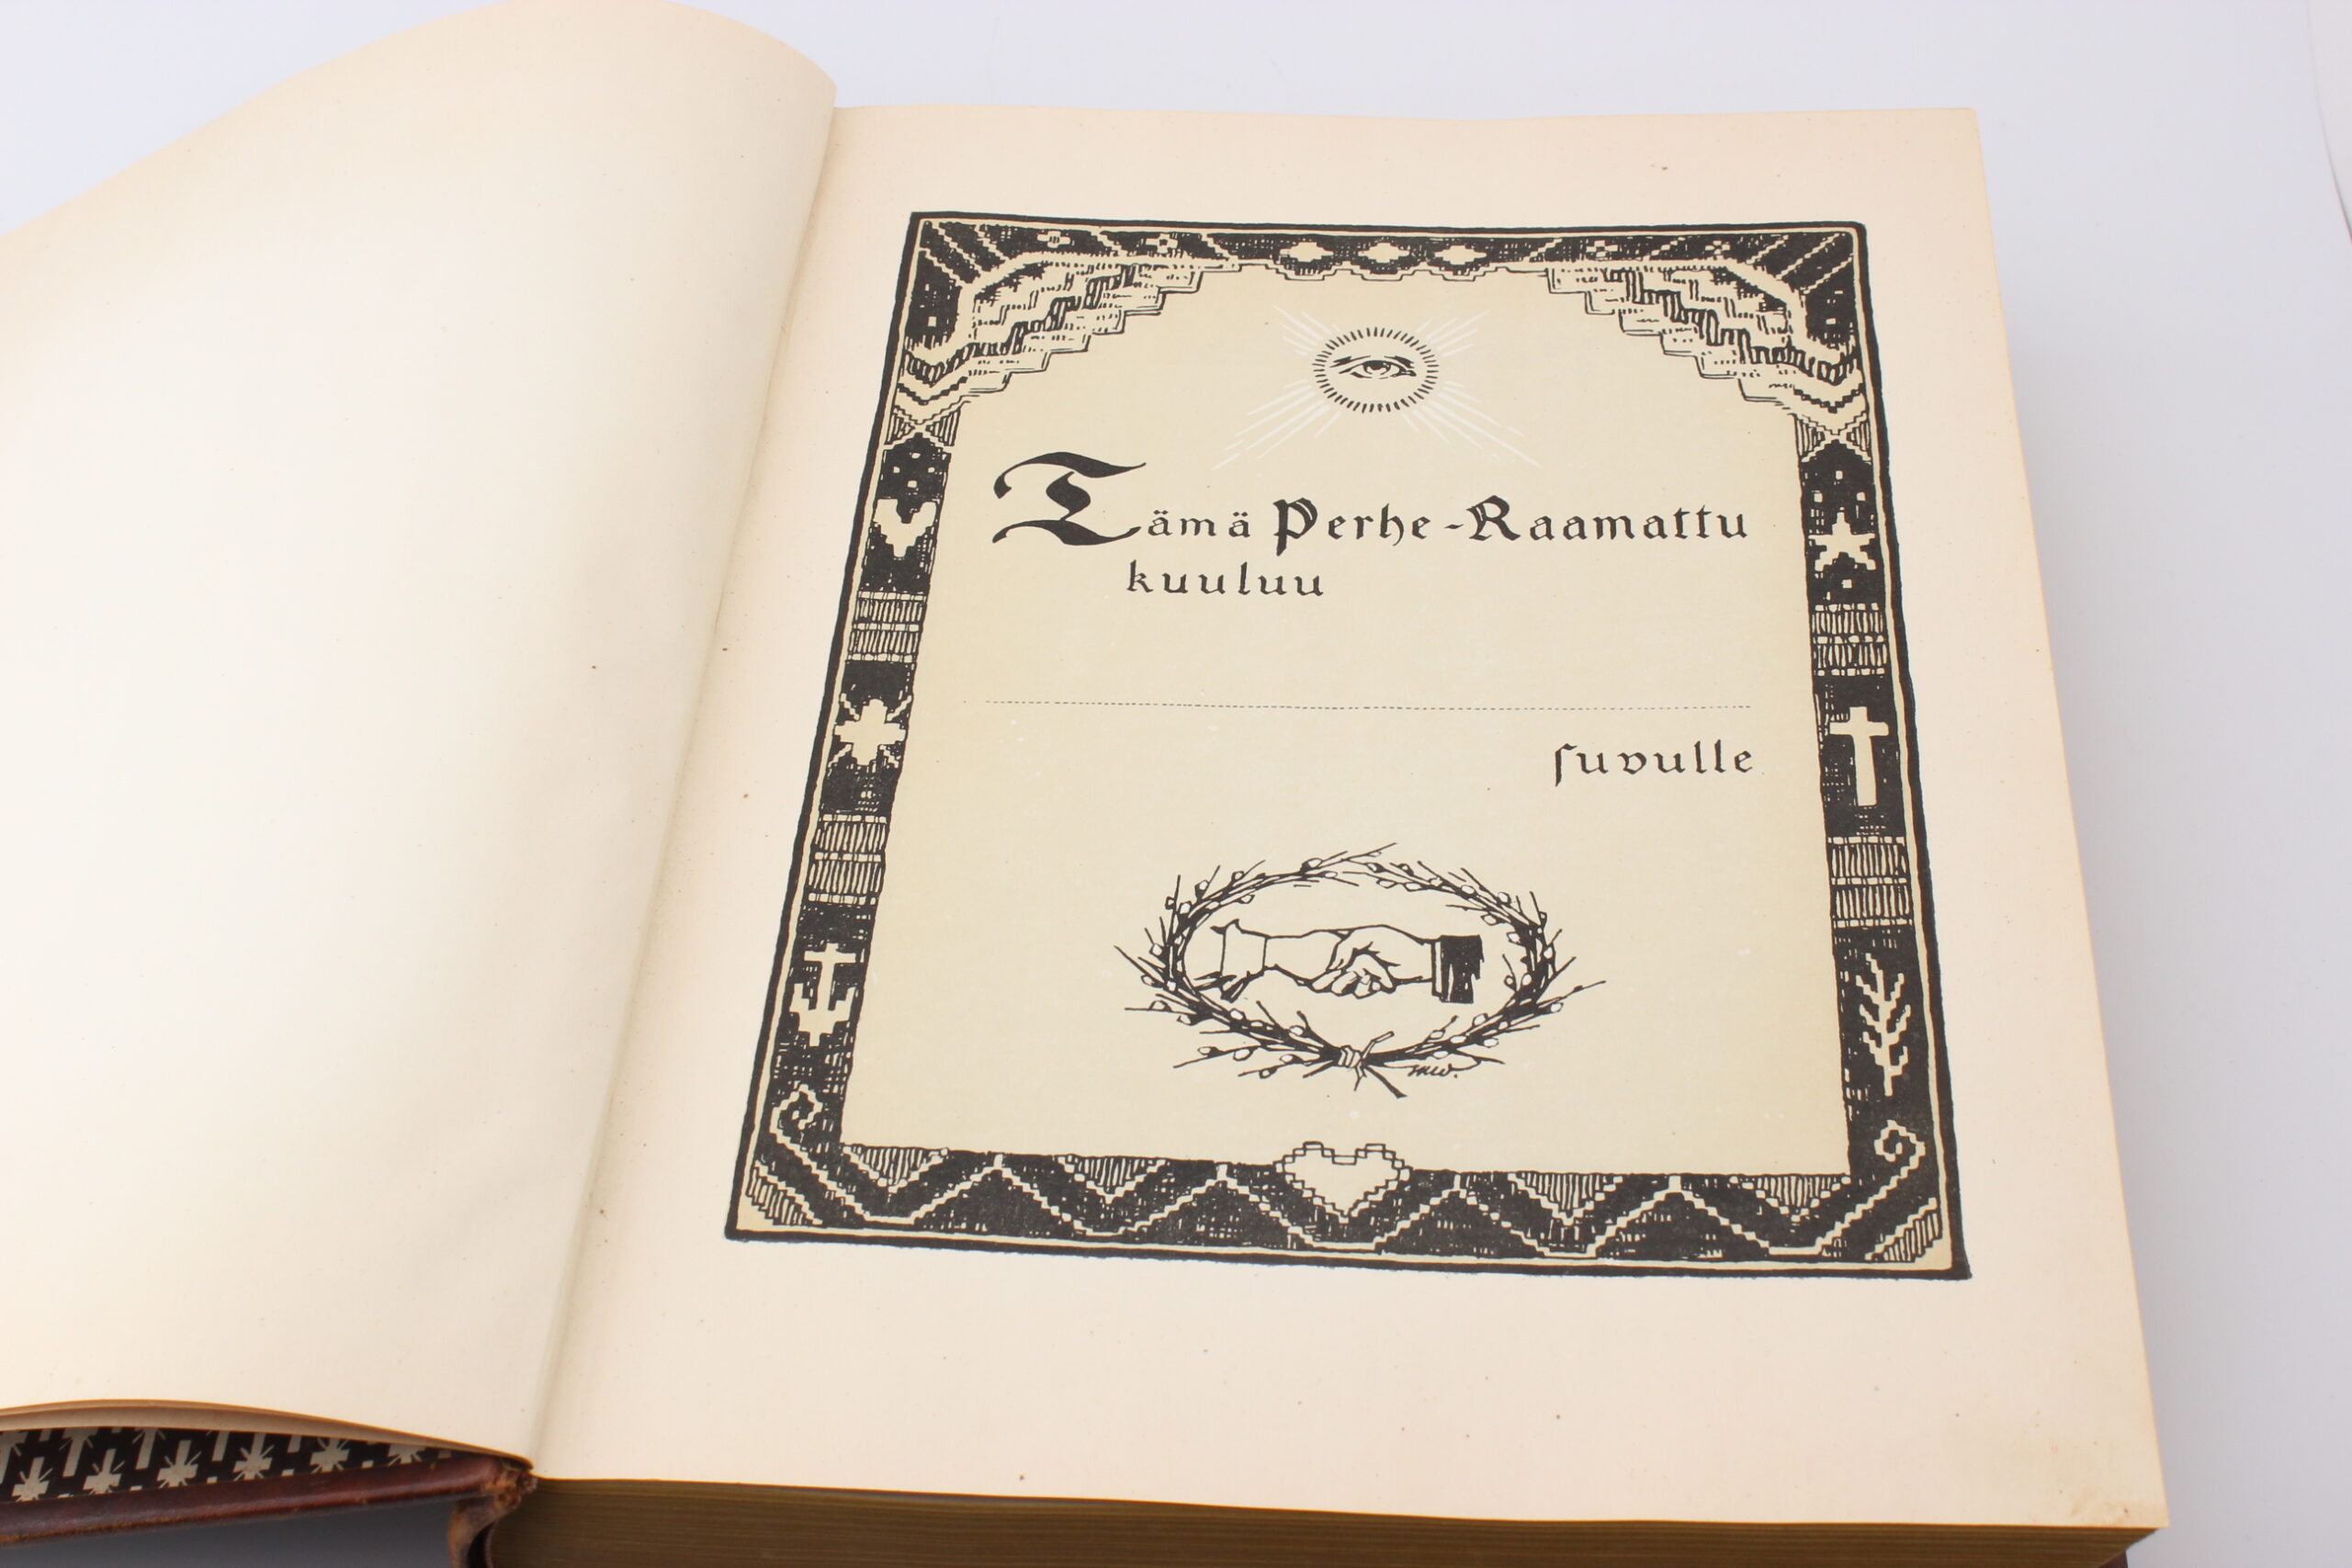 Tämä Perhe-Raamattu
kuuluu
ſuvulle